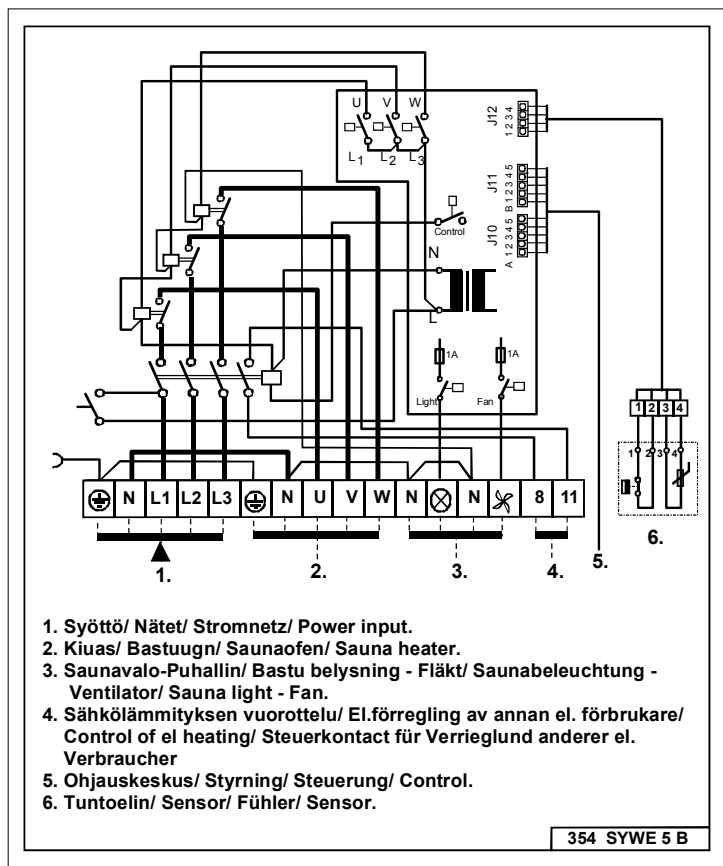 U V W
L1 L2 L3
J12
1 2 3 4
J11
B 1 2 3 4 5
J10
A 1 2 3 4 5
Control
N
L
1A
1A
Light
Fan
1 2 3 4
1 2 3 4
N L1 L2 L3 N U V W N N 8 11
1.
2.
3.
4.
5.
6.
1. Syöttö/ Nätet/ Stromnetz/ Power input.
2. Kiuas/ Bastuugn/ Saunaofen/ Sauna heater.
3. Saunavalo-Puhallin/ Bastu belysning - Fläkt/ Saunabeleuchtung -
Ventilator/ Sauna light - Fan.
4. Sähkölämmityksen vuorottelu/ El.förregling av annan el. förbrukare/
Control of el heating/ Steuerkontact für Verrieglund anderer el.
Verbraucher
5. Ohjauskeskus/ Styrning/ Steuerung/ Control.
6. Tuntoelin/ Sensor/ Fühler/ Sensor.
354 SYWE 5 B